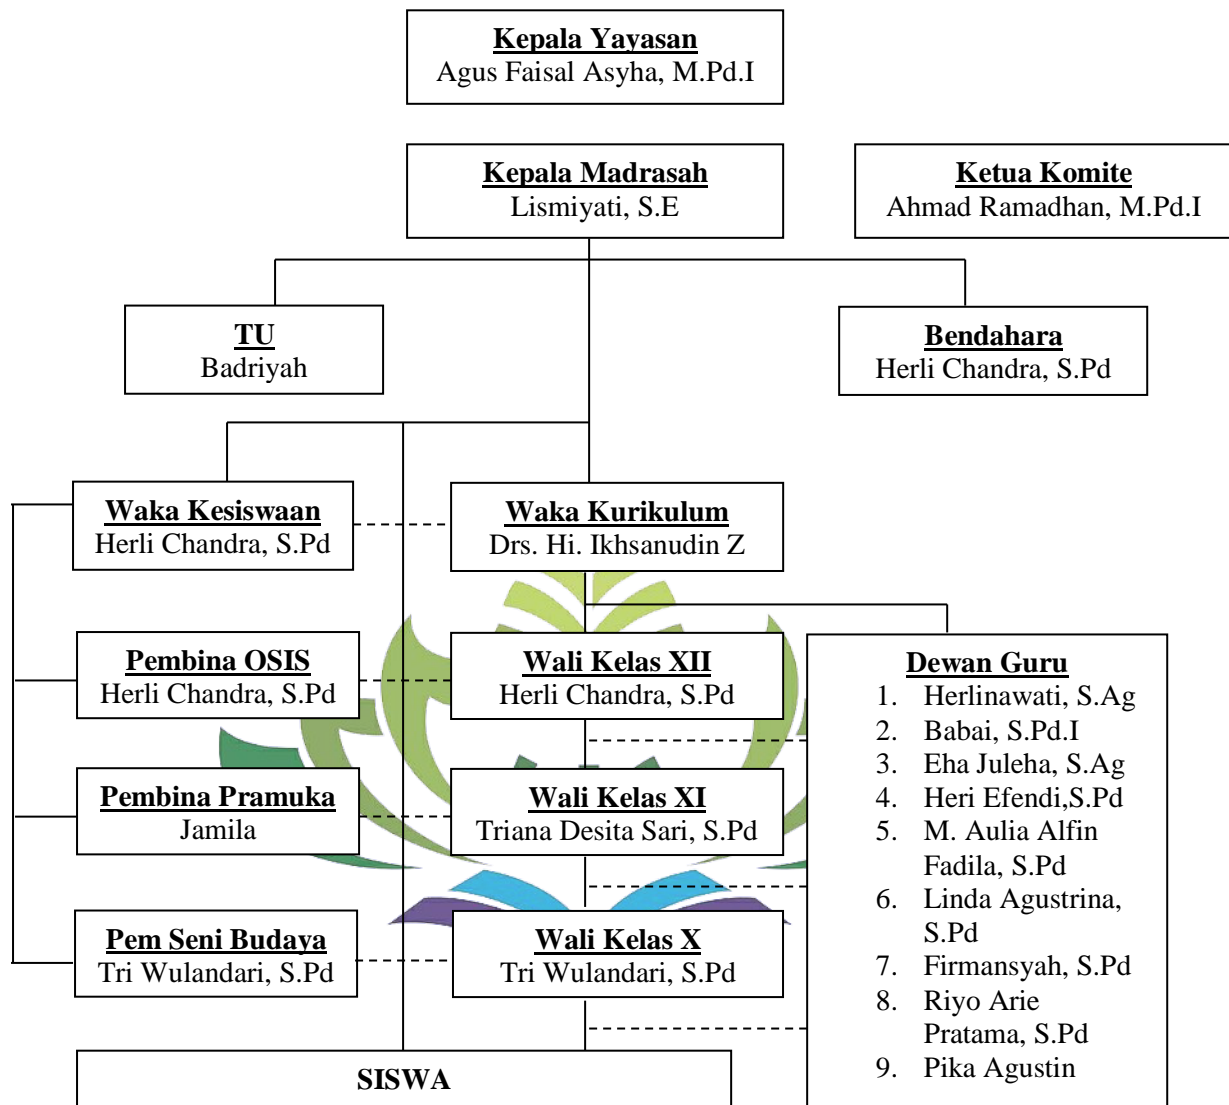 Kepala Yayasan
Agus Faisal Asyha, M.Pd.I
Kepala Madrasah
Lismiyati, S.E
Ketua Komite
Ahmad Ramadhan, M.Pd.I
TU
Badriyah
Bendahara
Herli Chandra, S.Pd
Waka Kesiswaan
Herli Chandra, S.Pd
Waka Kurikulum
Drs. Hi. Ikhsanudin Z
Pembina OSIS
Herli Chandra, S.Pd
Wali Kelas XII
Herli Chandra, S.Pd
Dewan Guru
1. Herlinawati, S.Ag
2. Babai, S.Pd.I
3. Eha Juleha, S.Ag
4. Heri Efendi,S.Pd
5. M. Aulia Alfin
Fadila, S.Pd
6. Linda Agustrina,
S.Pd
7. Firmansyah, S.Pd
8. Riyo Arie
Pratama, S.Pd
9. Pika Agustin
Pembina Pramuka
Jamila
Wali Kelas XI
Triana Desita Sari, S.Pd
Pem Seni Budaya
Tri Wulandari, S.Pd
Wali Kelas X
Tri Wulandari, S.Pd
SISWA